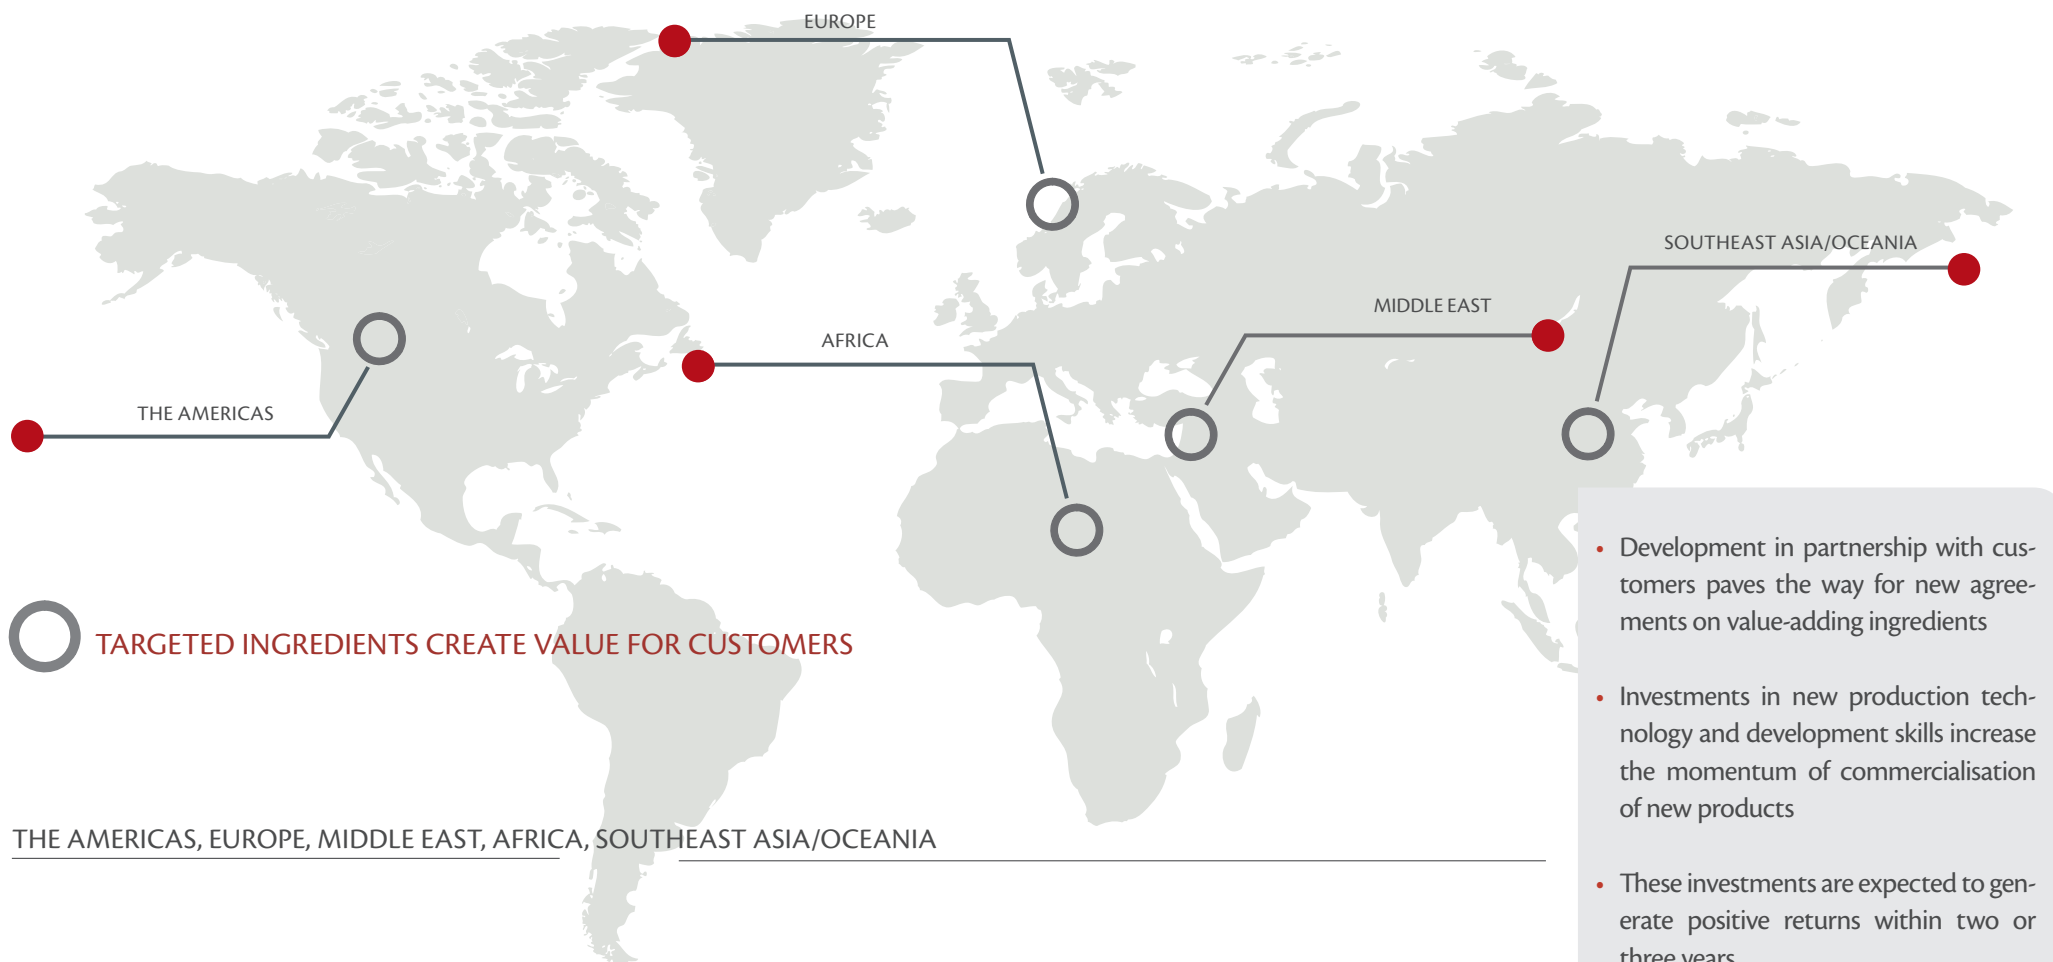 EUROPE
SOUTHEAST ASIA/OCEANIA
MIDDLE EAST
AFRICA
THE AMERICAS
TARGETED INGREDIENTS CREATE VALUE FOR CUSTOMERS
THE AMERICAS, EUROPE, MIDDLE EAST, AFRICA, SOUTHEAST ASIA/OCEANIA
• Development in partnership with cus-
tomers paves the way for new agree-
ments on value-adding ingredients
• Investments in new production tech-
nology and development skills increase
the momentum of commercialisation
of new products
• These investments are expected to gen-
erate positive returns within two or
three years